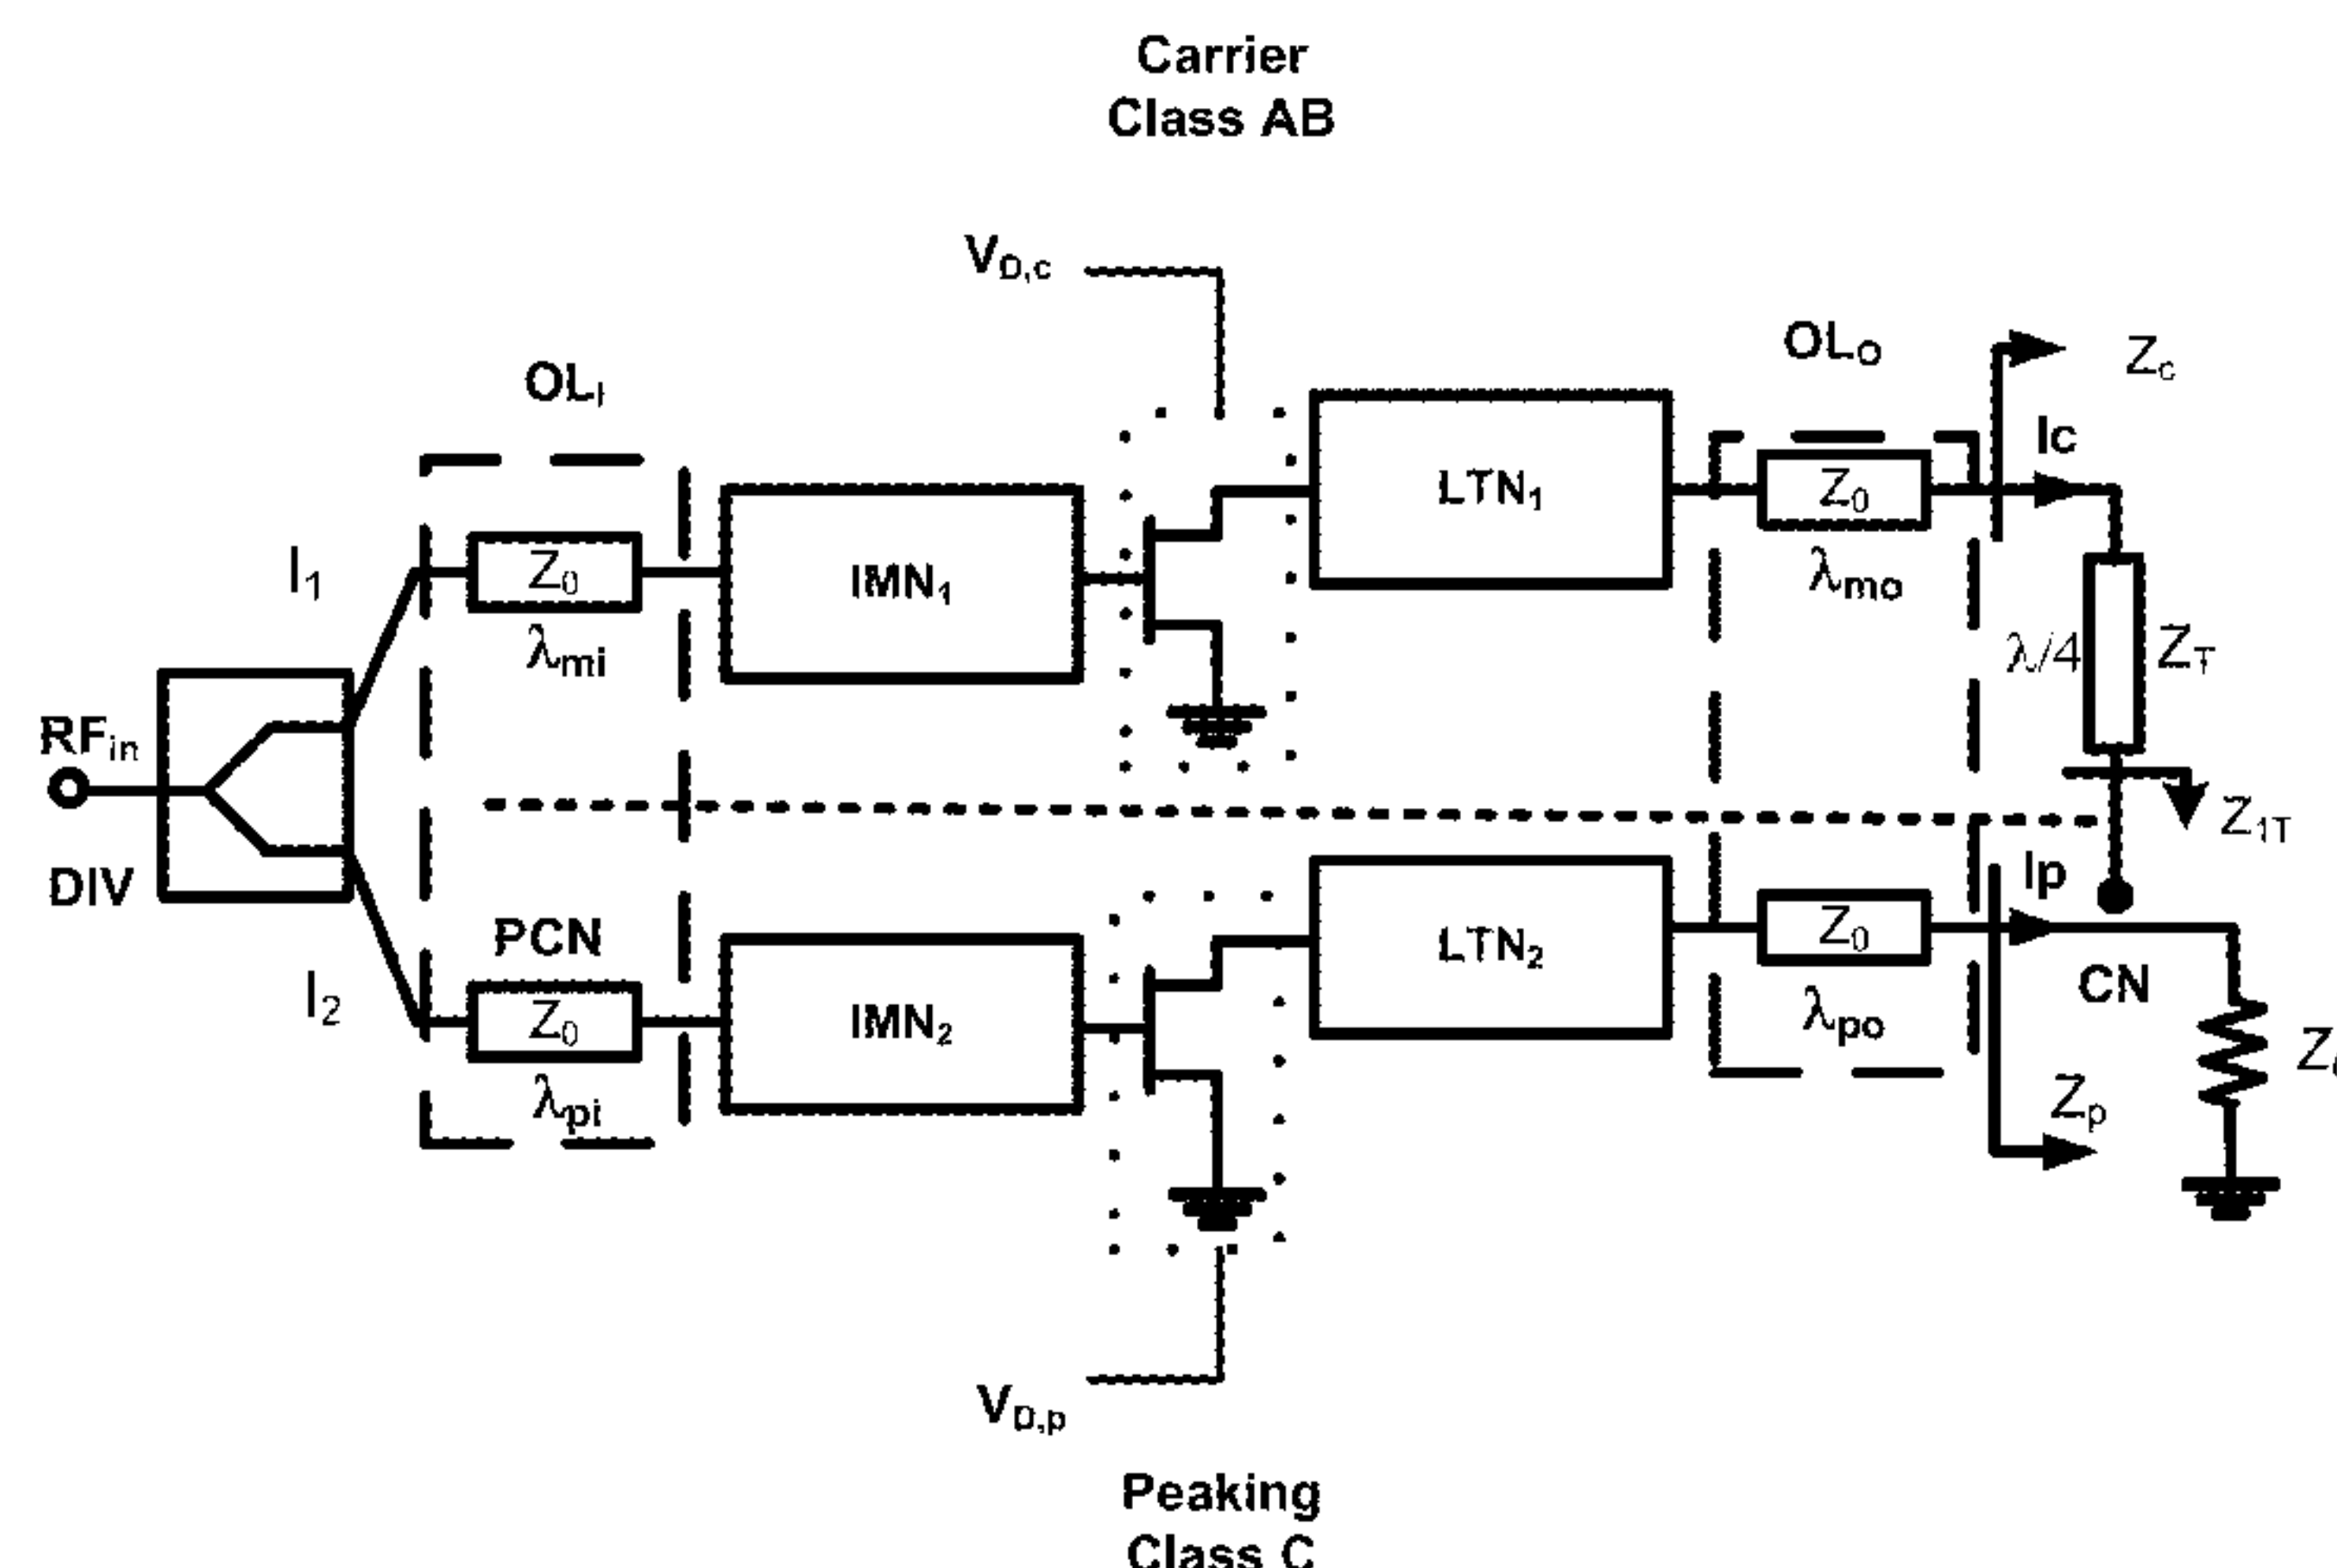 Carrier
Class AB
V_D,c
OL_I
OL_O
Z_c
Ic
I_1
Z_0
λ_mi
IMN_1
LTN_1
Z_0
λ_mo
λ/4
Z_T
RF_in
DIV
Z_1T
I_2
PCN
Z_0
λ_pi
IMN_2
LTN_2
Z_0
λ_po
Ip
CN
Z_p
V_D,p
Peaking
Class C